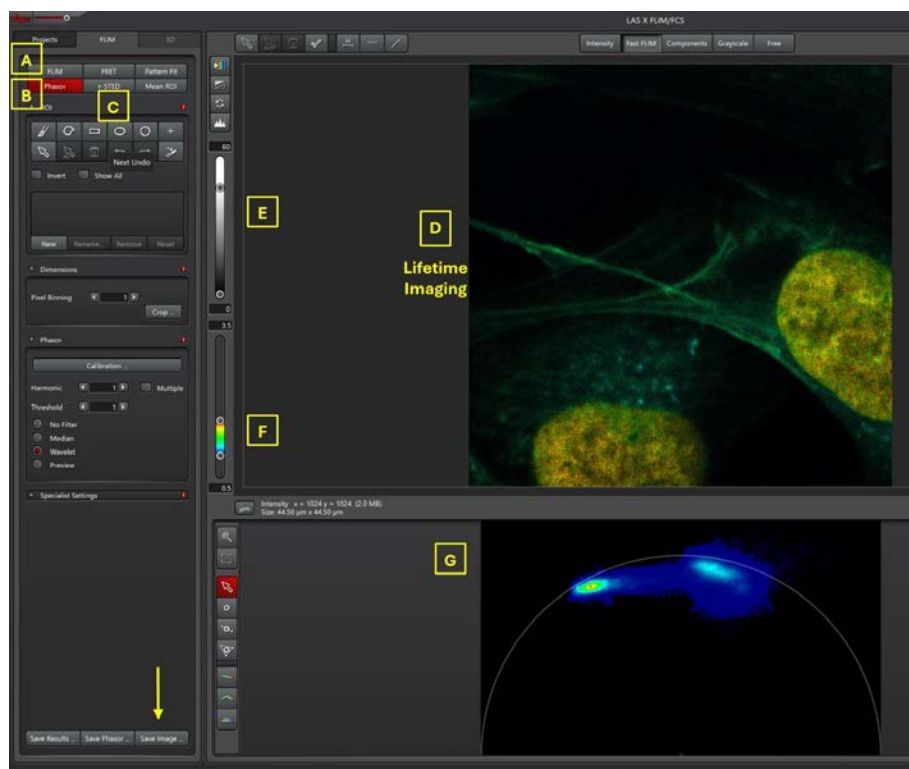 LAS X FLIM/FCS
Projects FLIM 3D
Intensity Fast FLIM Components Grayscale Free
A
FLIM FRET Pattern Fit
B
Phasor τ-STED Mean ROI
C
ROI
Next Undo
Invert Show All
New Rename... Remove Reset
Dimensions
Pixel Binning 1
Crop ...
Phasor
Calibration ...
Harmonic 1 Multiple
Threshold 1
No Filter
Median
Wavelet
Preview
Specialist Settings
Save Results ... Save Phasor ... Save Image ...
60
E
0
3.5
F
0.5
D
Lifetime
Imaging
µm
Intensity x = 1024 y = 1024 (2.0 MB)
Size: 44.50 µm x 44.50 µm
G